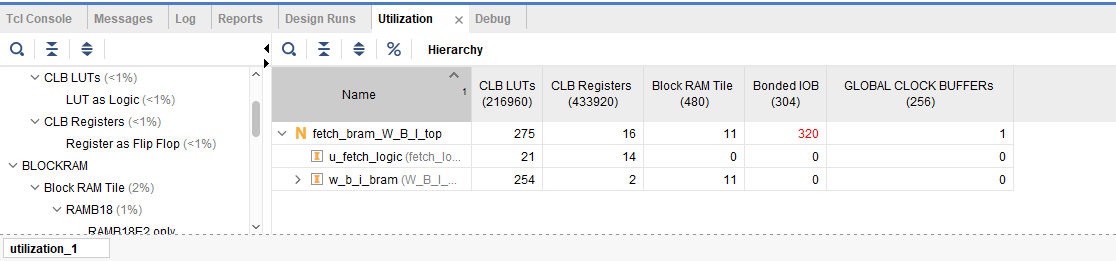 Tcl Console Messages Log Reports Design Runs Utilization × Debug
% Hierarchy
CLB LUTs (<1%)
LUT as Logic (<1%)
CLB Registers (<1%)
Register as Flip Flop (<1%)
BLOCKRAM
Block RAM Tile (2%)
RAMB18 (1%)
RAMB18E2 only
Name 1 CLB LUTs (216960) CLB Registers (433920) Block RAM Tile (480) Bonded IOB (304) GLOBAL CLOCK BUFFERs (256)
N fetch_bram_W_B_I_top 275 16 11 320 1
I u_fetch_logic (fetch_lo... 21 14 0 0 0
I w_b_i_bram (W_B_I_... 254 2 11 0 0
utilization_1